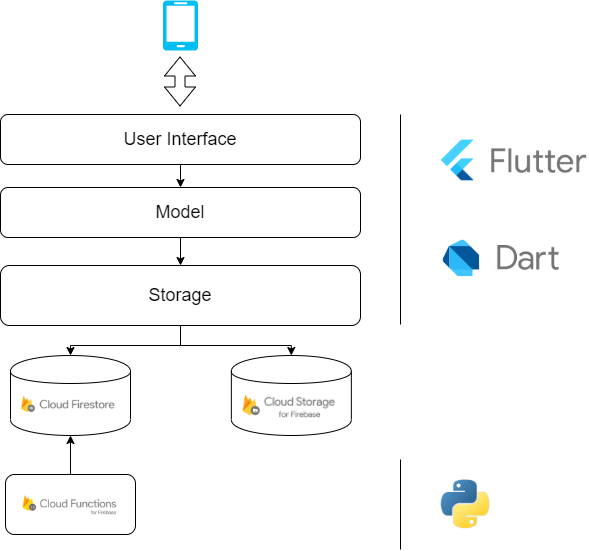 User Interface
Flutter
Model
Dart
Storage
Cloud Firestore
Cloud Storage
for Firebase
Cloud Functions
for Firebase